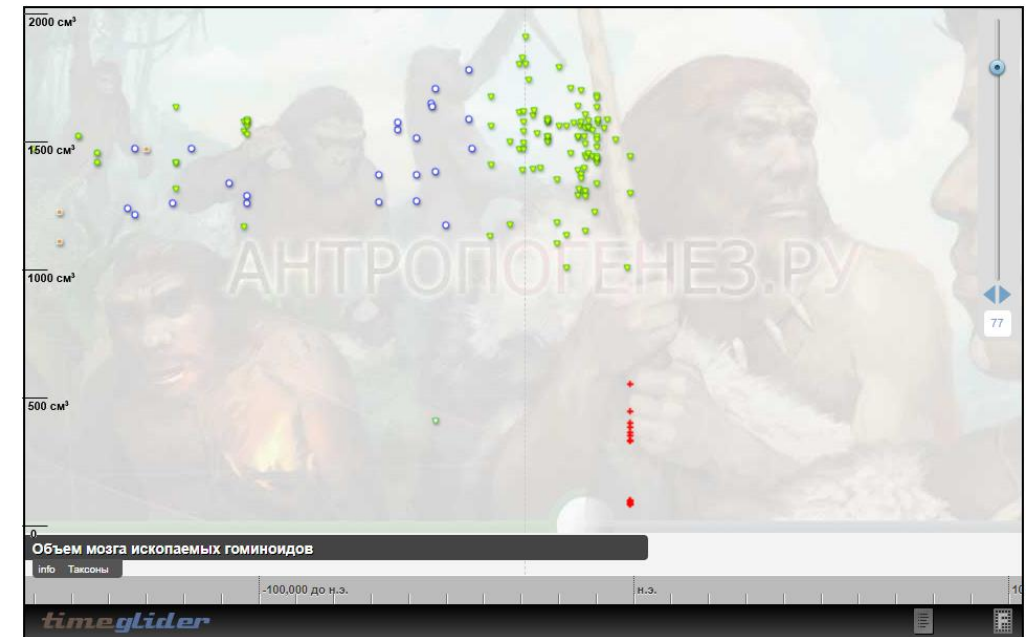 2000 см³
1500 см³
АНТРОПОГЕНЕЗ.РУ
1000 см³
77
500 см³
0
Объем мозга ископаемых гоминоидов
info Таксоны
-100,000 до н.э.
н.э.
10
timeglider